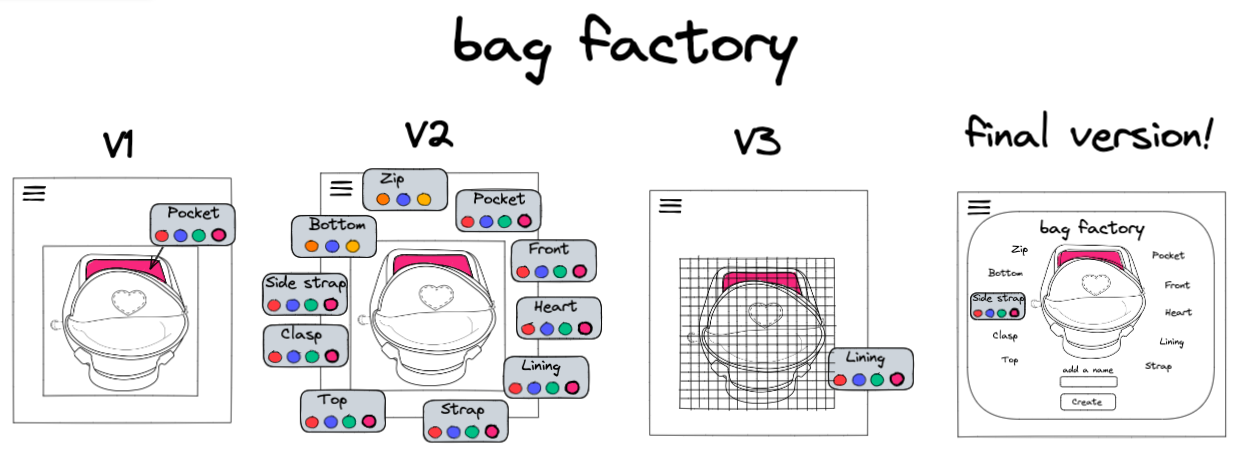 bag factory
V1
Pocket
V2
Zip
Pocket
Bottom
Front
Side strap
Heart
Clasp
Lining
Top
Strap
V3
Lining
final version!
bag factory
Zip
Pocket
Bottom
Front
Side strap
Heart
Clasp
Lining
Top
Strap
add a name
Create